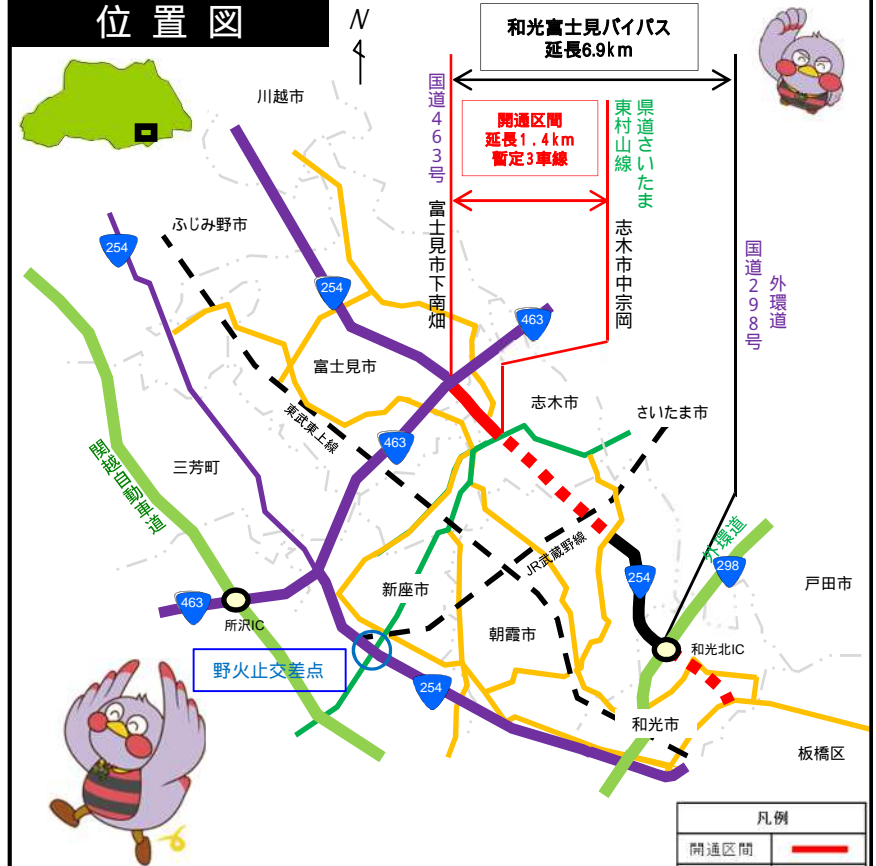 位置図
N
和光富士見バイパス
延長6.9km
開通区間
延長1.4km
暫定3車線
国道463号
富士見市下南畑
県道さいたま
東村山線
志木市中宗岡
外環道
国道298号
川越市
ふじみ野市
254
254
463
富士見市
志木市
さいたま市
東武東上線
463
三芳町
関越自動車道
JR武蔵野線
外環道
298
254
戸田市
新座市
463
所沢IC
朝霞市
和光北IC
野火止交差点
254
和光市
板橋区
凡例
開通区間